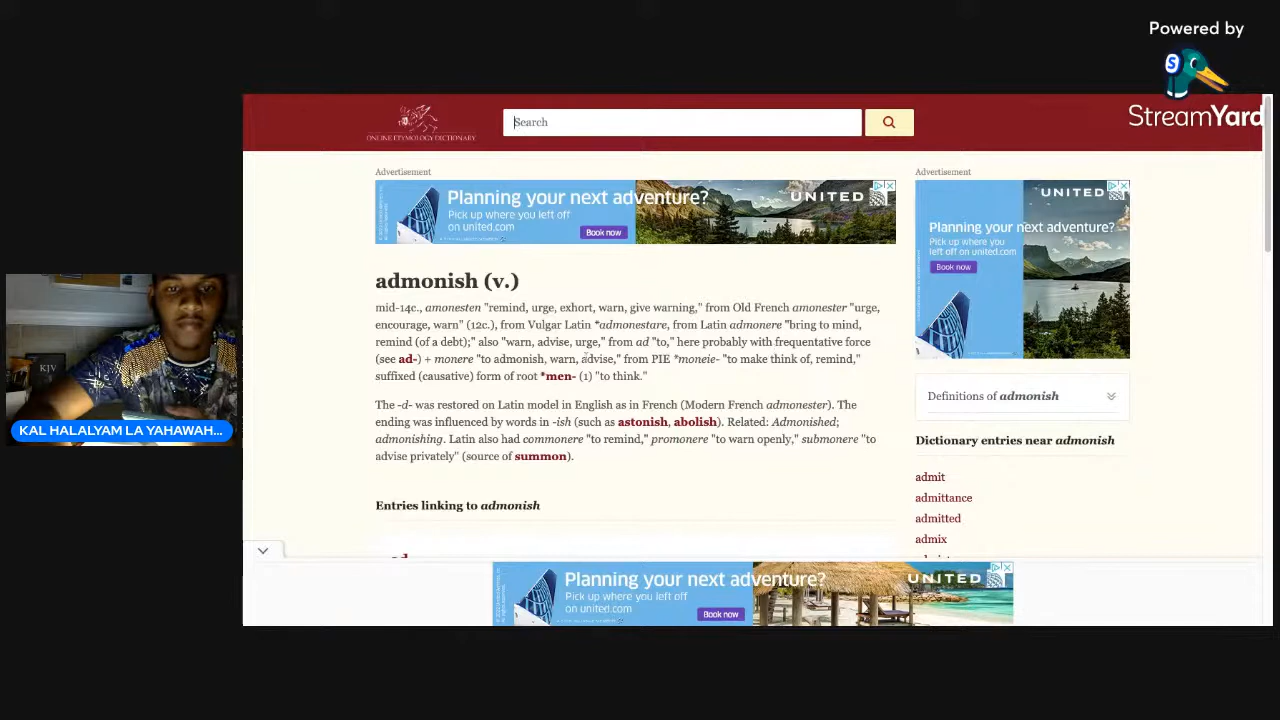 Powered by
StreamYard
ONLINE ETYMOLOGY DICTIONARY
Search
Advertisement
Planning your next adventure?
Pick up where you left off
on united.com
Book now
UNITED
Advertisement
UNITED
Planning your next adventure?
Pick up where you
left off on united.com
Book now
admonish (v.)
mid-14c., amonesten "remind, urge, exhort, warn, give warning," from Old French amonester "urge,
encourage, warn" (12c.), from Vulgar Latin *admonestare, from Latin admonere "bring to mind,
remind (of a debt);" also "warn, advise, urge," from ad "to," here probably with frequentative force
(see ad-) + monere "to admonish, warn, advise," from PIE *moneie- "to make think of, remind,"
suffixed (causative) form of root *men- (1) "to think."
The -d- was restored on Latin model in English as in French (Modern French admonester). The
ending was influenced by words in -ish (such as astonish, abolish). Related: Admonished;
admonishing. Latin also had commonere "to remind," promonere "to warn openly," submonere "to
advise privately" (source of summon).
Entries linking to admonish
Definitions of admonish
Dictionary entries near admonish
admit
admittance
admitted
admix
KJV
KAL HALALYAM LA YAHAWAH...
Planning your next adventure?
Pick up where you left off
on united.com
Book now
UNITED